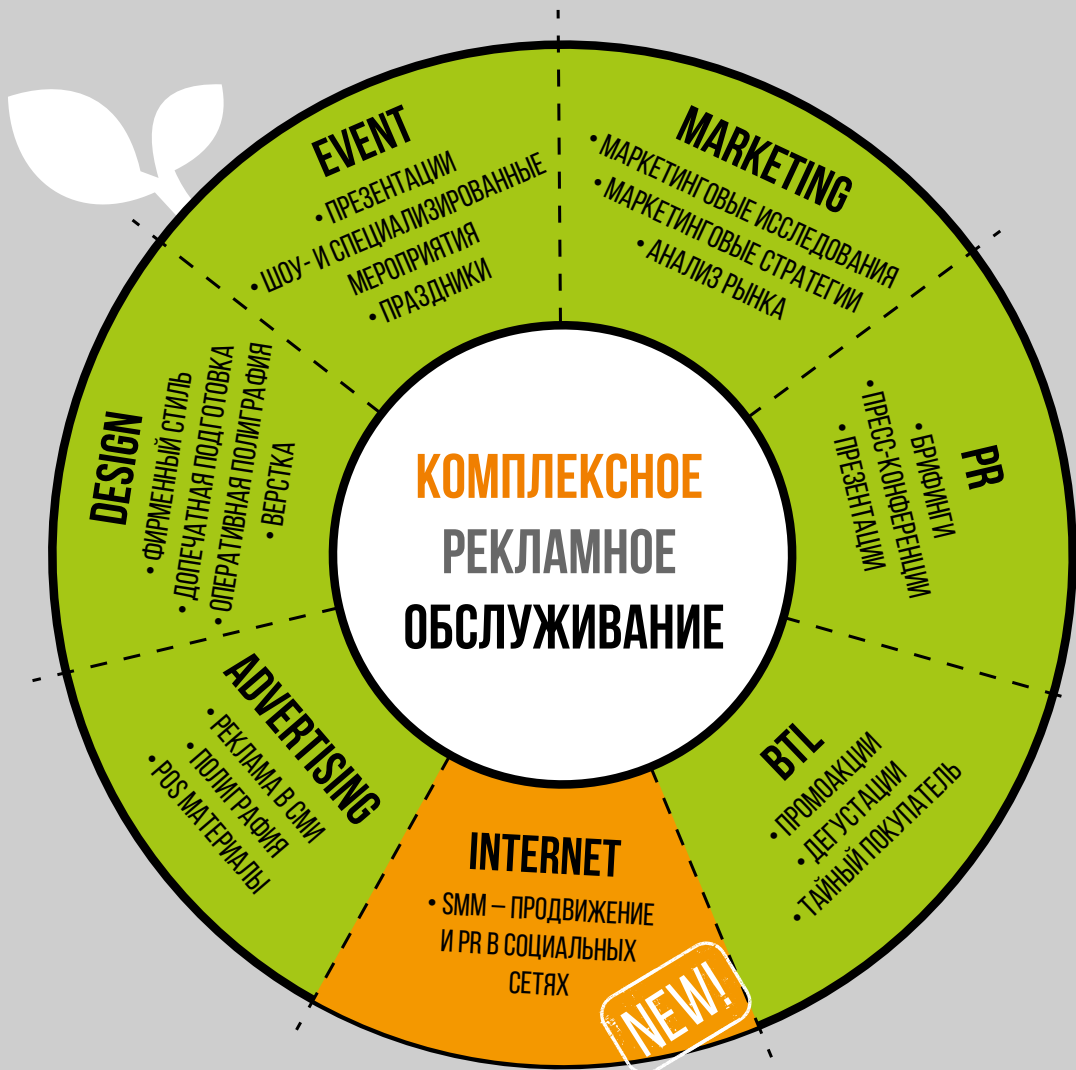 EVENT
• ПРЕЗЕНТАЦИИ
• ШОУ- И СПЕЦИАЛИЗИРОВАННЫЕ
МЕРОПРИЯТИЯ
• ПРАЗДНИКИ
MARKETING
• МАРКЕТИНГОВЫЕ ИССЛЕДОВАНИЯ
• МАРКЕТИНГОВЫЕ СТРАТЕГИИ
• АНАЛИЗ РЫНКА
PR
• БРИФИНГИ
• ПРЕСС-КОНФЕРЕНЦИИ
• ПРЕЗЕНТАЦИИ
BTL
• ПРОМОАКЦИИ
• ДЕГУСТАЦИИ
• ТАЙНЫЙ ПОКУПАТЕЛЬ
INTERNET
• SMM – ПРОДВИЖЕНИЕ
И PR В СОЦИАЛЬНЫХ
СЕТЯХ
NEW!
ADVERTISING
• РЕКЛАМА В СМИ
• ПОЛИГРАФИЯ
• POS МАТЕРИАЛЫ
DESIGN
• ФИРМЕННЫЙ СТИЛЬ
• ДОПЕЧАТНАЯ ПОДГОТОВКА
• ОПЕРАТИВНАЯ ПОЛИГРАФИЯ
• ВЕРСТКА
КОМПЛЕКСНОЕ
РЕКЛАМНОЕ
ОБСЛУЖИВАНИЕ